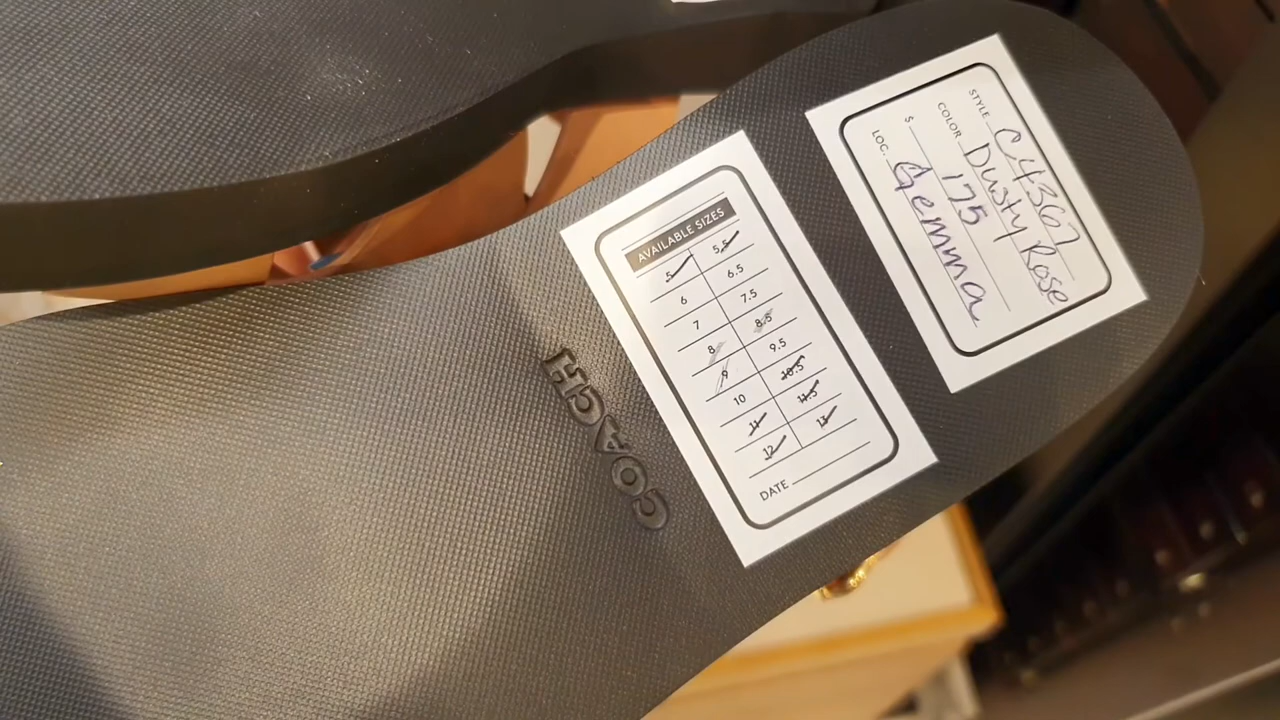 COACH
AVAILABLE SIZES
5 5.5
6 6.5
7 7.5
8 8.5
9 9.5
10 10.5
11 11.5
12 13
DATE
STYLE C4367
COLOR Dusty Rose
$ 175
LOC. Gemma